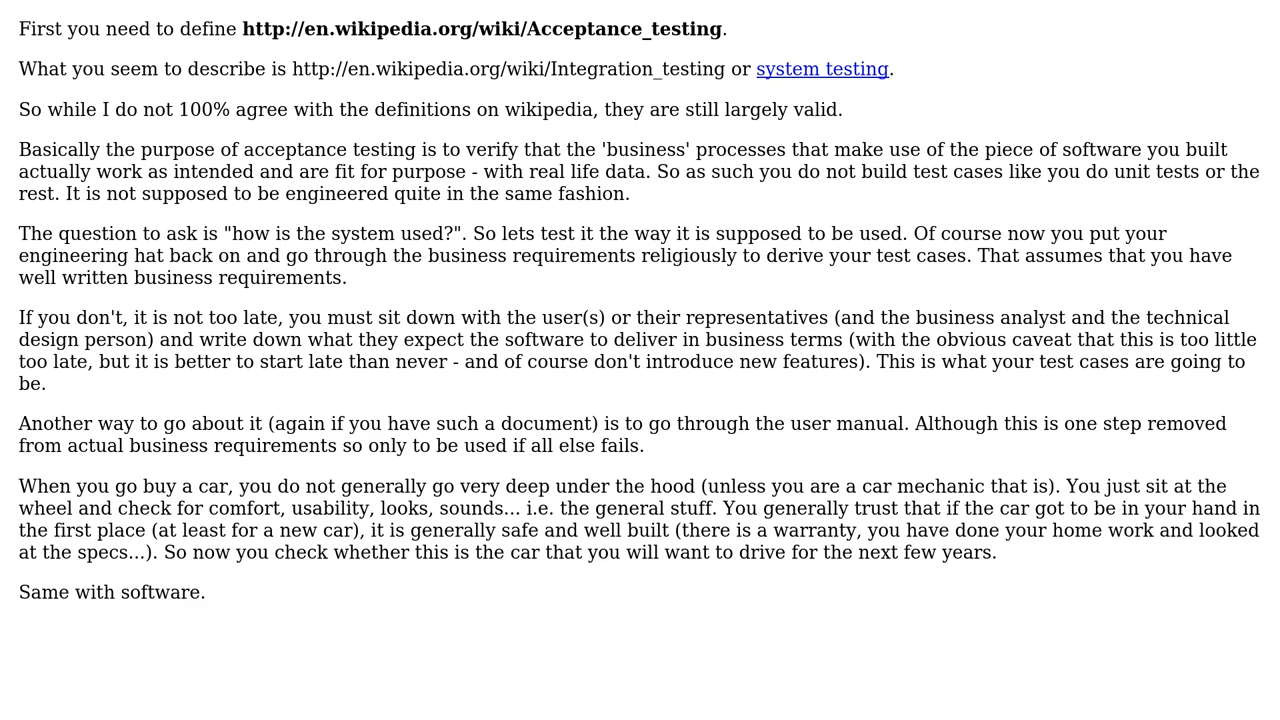 First you need to define http://en.wikipedia.org/wiki/Acceptance_testing.
What you seem to describe is http://en.wikipedia.org/wiki/Integration_testing or system testing.
So while I do not 100% agree with the definitions on wikipedia, they are still largely valid.
Basically the purpose of acceptance testing is to verify that the 'business' processes that make use of the piece of software you built
actually work as intended and are fit for purpose - with real life data. So as such you do not build test cases like you do unit tests or the
rest. It is not supposed to be engineered quite in the same fashion.
The question to ask is "how is the system used?". So lets test it the way it is supposed to be used. Of course now you put your
engineering hat back on and go through the business requirements religiously to derive your test cases. That assumes that you have
well written business requirements.
If you don't, it is not too late, you must sit down with the user(s) or their representatives (and the business analyst and the technical
design person) and write down what they expect the software to deliver in business terms (with the obvious caveat that this is too little
too late, but it is better to start late than never - and of course don't introduce new features). This is what your test cases are going to
be.
Another way to go about it (again if you have such a document) is to go through the user manual. Although this is one step removed
from actual business requirements so only to be used if all else fails.
When you go buy a car, you do not generally go very deep under the hood (unless you are a car mechanic that is). You just sit at the
wheel and check for comfort, usability, looks, sounds... i.e. the general stuff. You generally trust that if the car got to be in your hand in
the first place (at least for a new car), it is generally safe and well built (there is a warranty, you have done your home work and looked
at the specs...). So now you check whether this is the car that you will want to drive for the next few years.
Same with software.